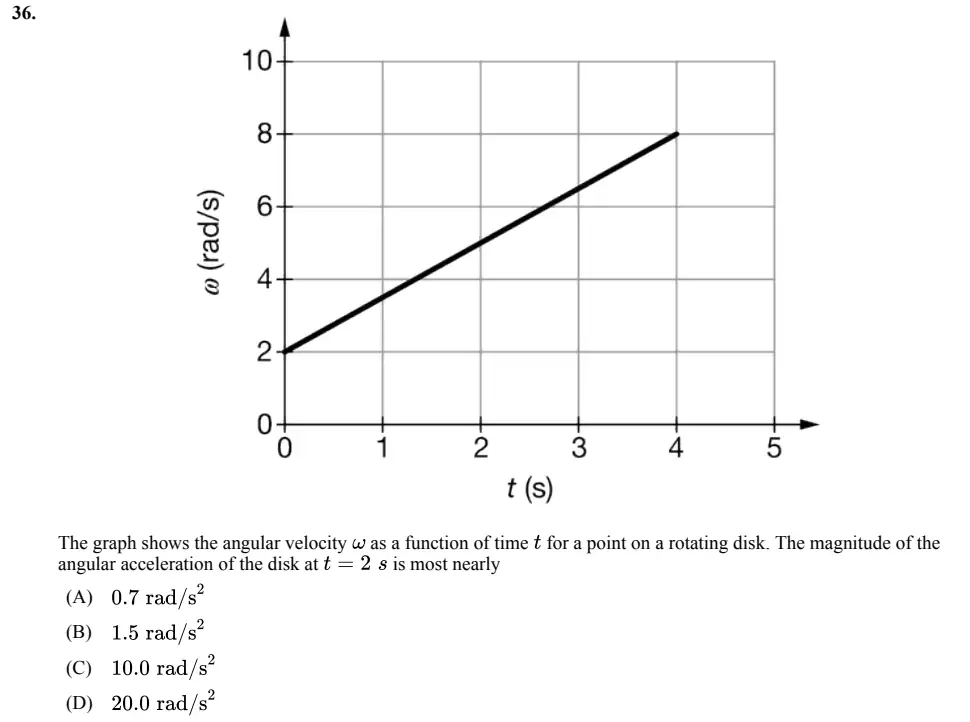 36.
10
8
6
4
2
0
ω (rad/s)
0 1 2 3 4 5
t (s)
The graph shows the angular velocity ω as a function of time t for a point on a rotating disk. The magnitude of the
angular acceleration of the disk at t = 2 s is most nearly
(A) 0.7 rad/s²
(B) 1.5 rad/s²
(C) 10.0 rad/s²
(D) 20.0 rad/s²